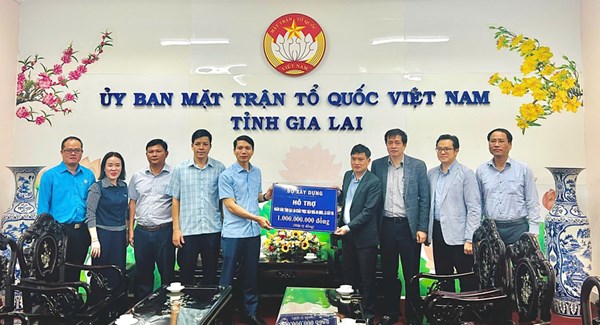 MẶT TRẬN TỔ QUỐC
VIỆT NAM
ỦY BAN MẶT TRẬN TỔ QUỐC VIỆT NAM
TỈNH GIA LAI
BỘ XÂY DỰNG
HỖ TRỢ
1.000.000.000 đồng